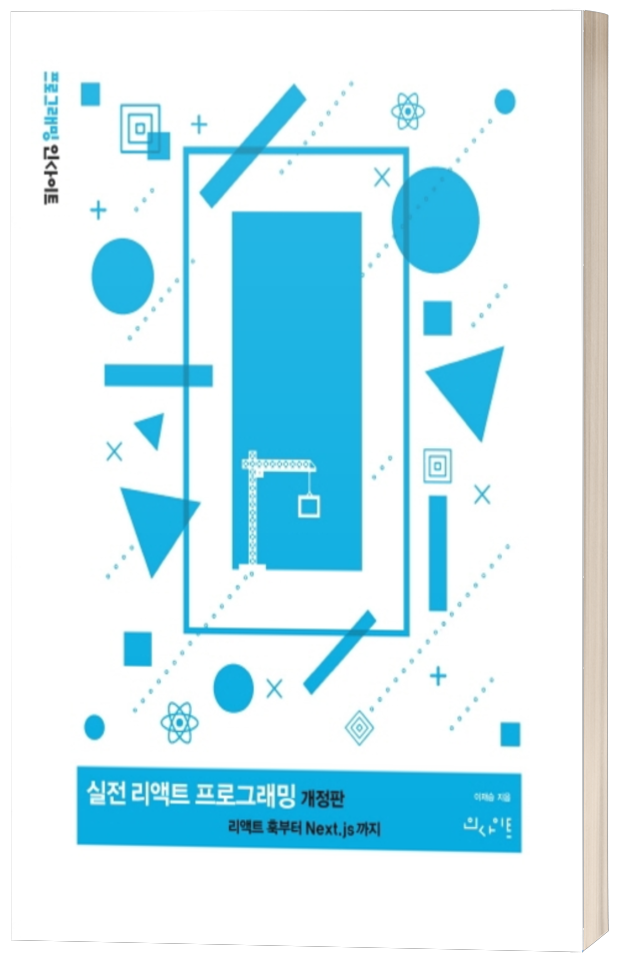 프로그래밍 인사이트
실전 리액트 프로그래밍 개정판
리액트 훅부터 Next.js까지
이재승 지음
인사이트